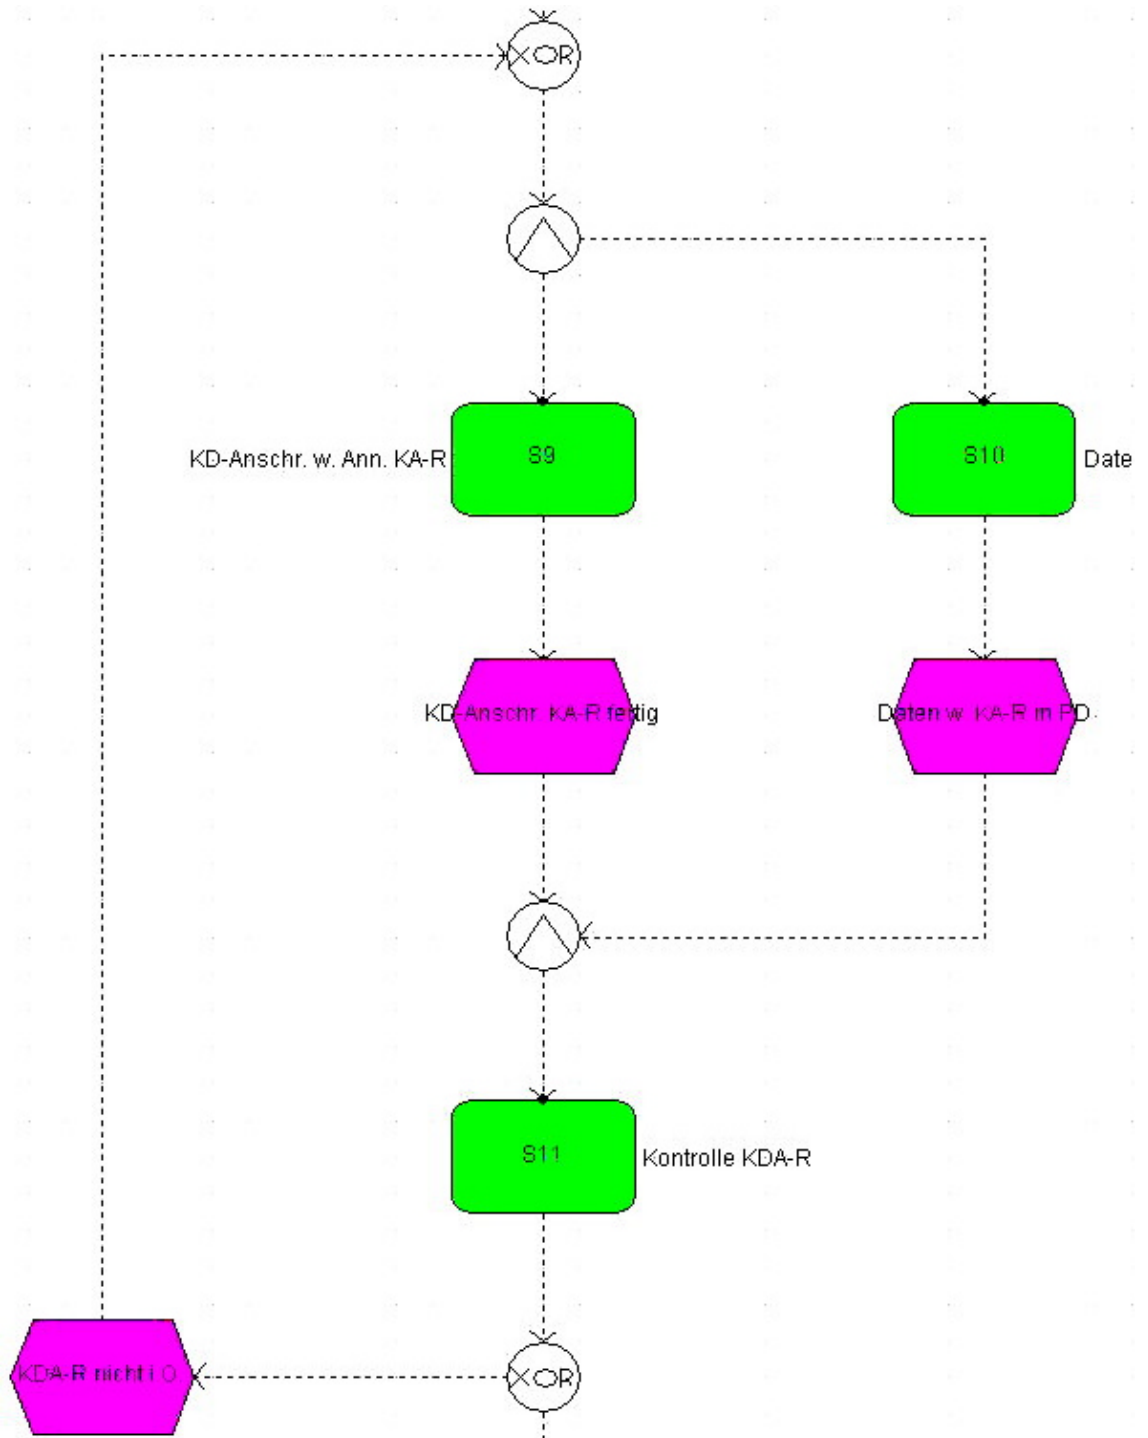 XOR
KD-Anschr. w. Ann. KA-R
S9
S10
Date
KD-Anschr. KA-R fertig
Daten w. KA-R in PD
S11
Kontrolle KDA-R
KDA-R nicht i O
XOR